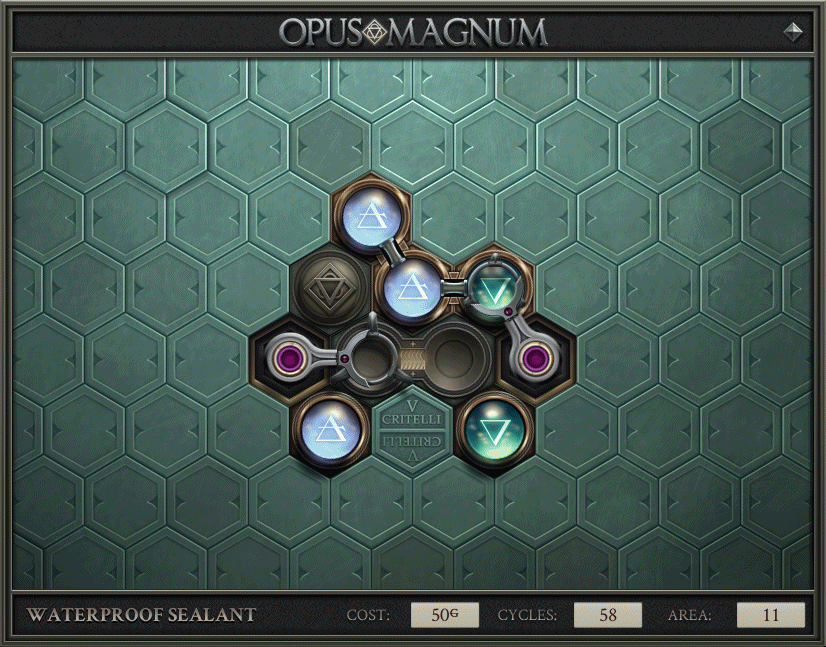 OPUS MAGNUM
V
CRITELLI
CRITELLI
V
WATERPROOF SEALANT COST: 50G CYCLES: 58 AREA: 11